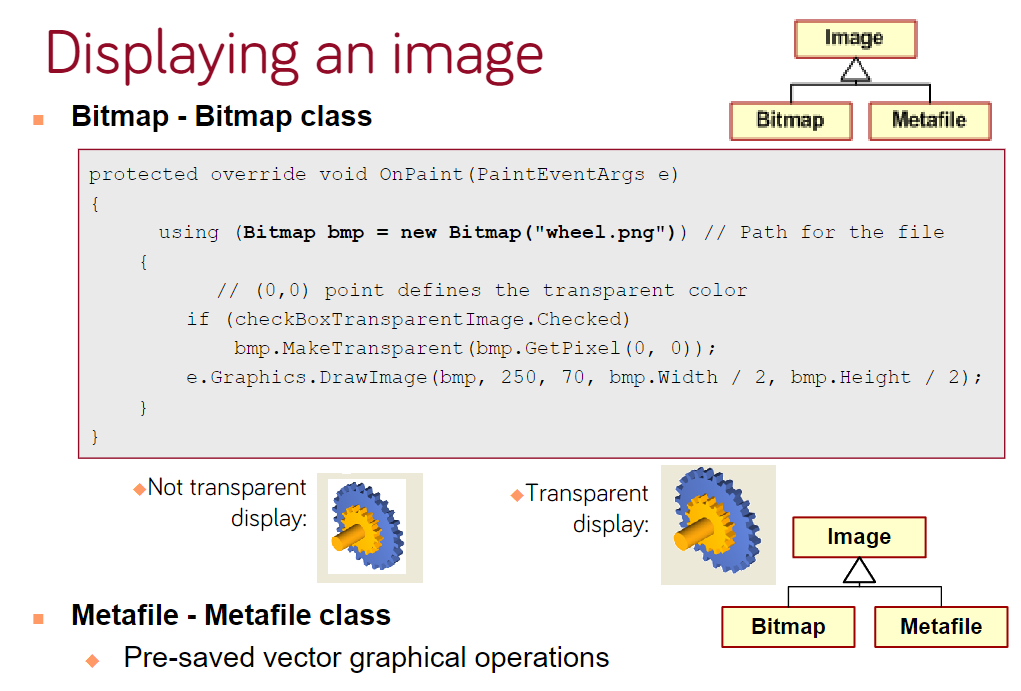 Displaying an image
Image
Bitmap Metafile
Bitmap - Bitmap class
protected override void OnPaint(PaintEventArgs e)
{
using (Bitmap bmp = new Bitmap("wheel.png")) // Path for the file
{
// (0,0) point defines the transparent color
if (checkBoxTransparentImage.Checked)
bmp.MakeTransparent(bmp.GetPixel(0, 0));
e.Graphics.DrawImage(bmp, 250, 70, bmp.Width / 2, bmp.Height / 2);
}
}
Not transparent
display:
Transparent
display:
Image
Bitmap Metafile
Metafile - Metafile class
Pre-saved vector graphical operations